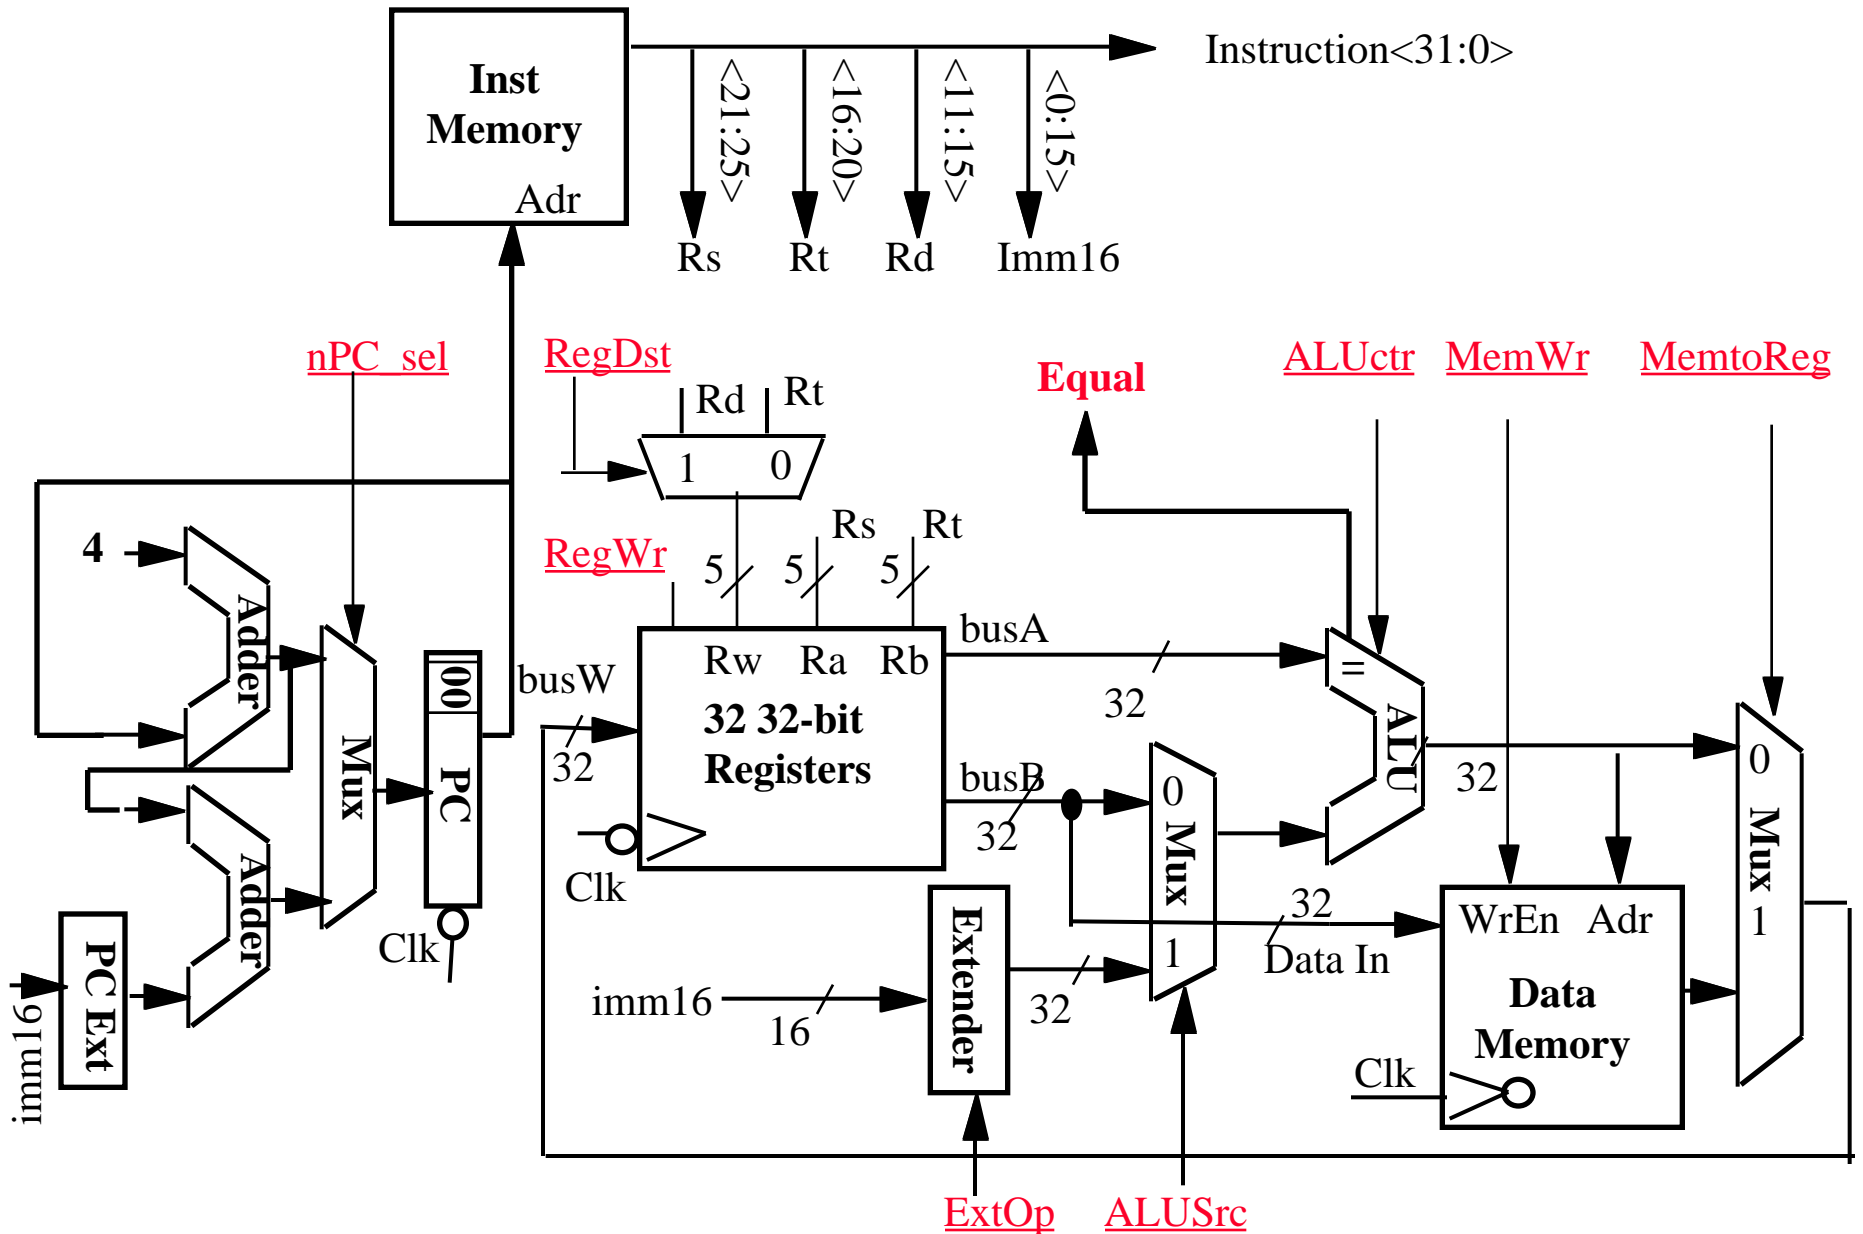 Inst
Memory
Adr
Instruction<31:0>
<21:25>
<16:20>
<11:15>
<0:15>
Rs
Rt
Rd
Imm16
nPC_sel
RegDst
Equal
ALUctr
MemWr
MemtoReg
Rd
Rt
1
0
4
Adder
RegWr
5
5
5
Rs
Rt
busW
32
Rw
Ra
Rb
32 32-bit
Registers
Clk
busA
32
busB
32
=
ALU
32
0
Mux
1
Mux
00
PC
Clk
Adder
PC Ext
imm16
imm16
16
Extender
32
0
Mux
1
32
Data In
WrEn
Adr
Data
Memory
Clk
ExtOp
ALUSrc